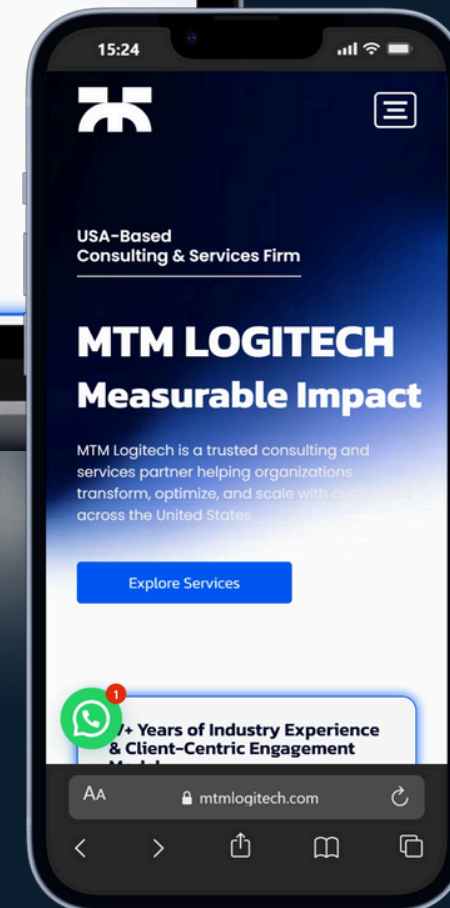 15:24
USA-Based
Consulting & Services Firm
MTM LOGITECH
Measurable Impact
MTM Logitech is a trusted consulting and
services partner helping organizations
transform, optimize, and scale with
across the United States.
Explore Services
1
+ Years of Industry Experience
& Client-Centric Engagement
AA
mtmlogitech.com